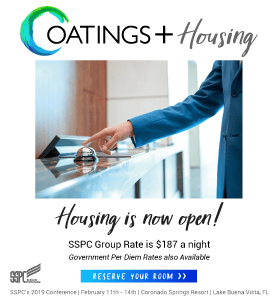 COATINGS+ Housing
Housing is now open!
SSPC Group Rate is $187 a night
Government Per Diem Rates also Available
RESERVE YOUR ROOM >>
SSPC
SSPC's 2019 Conference | February 11th - 14th | Coronado Springs Resort | Lake Buena Vista, FL